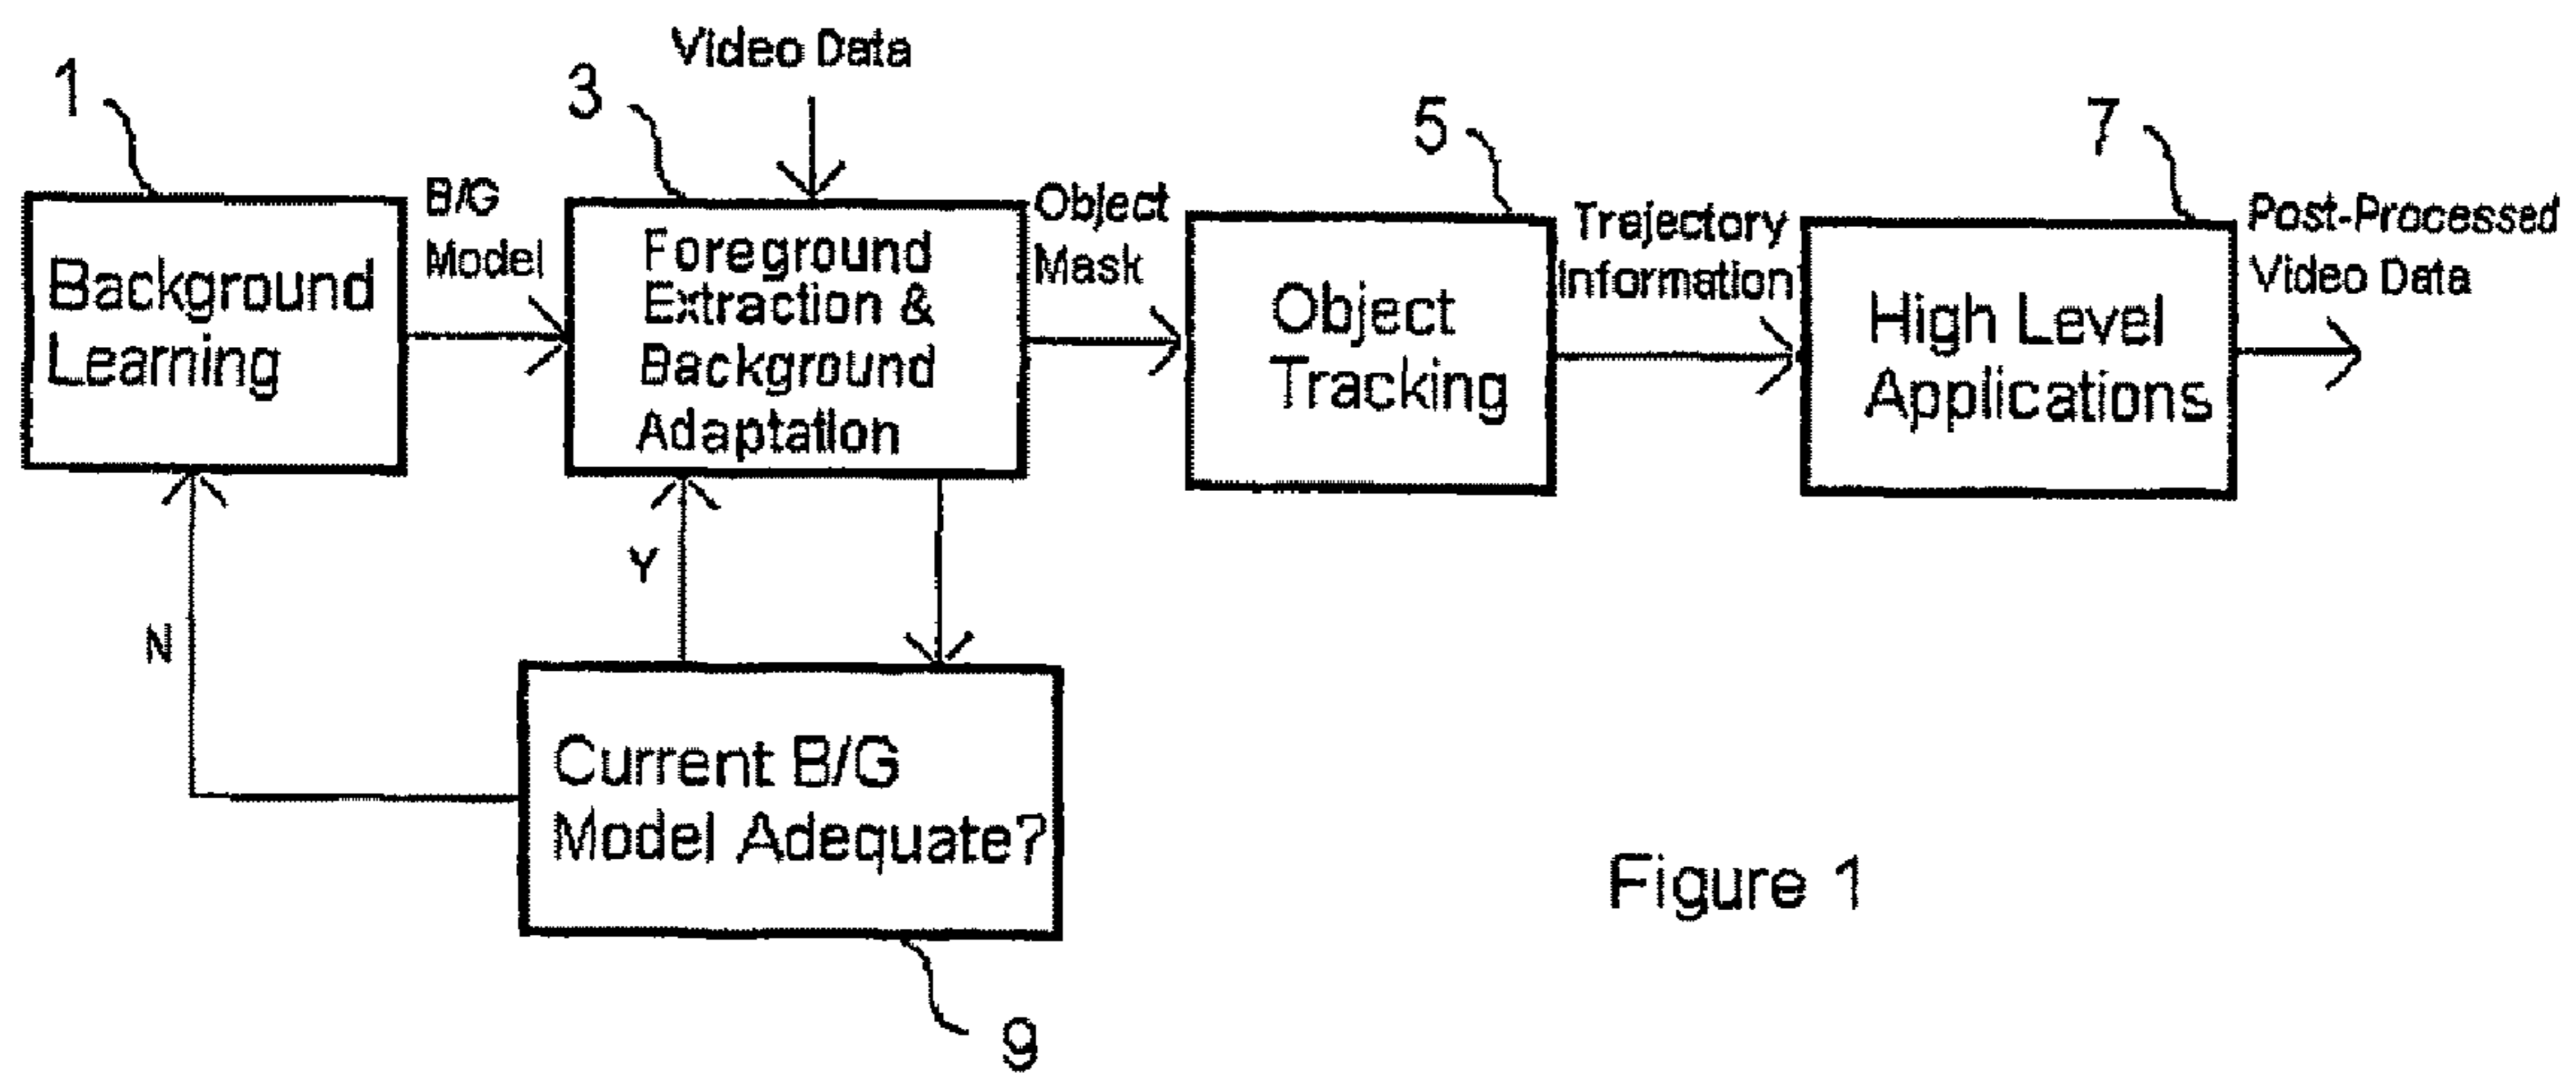 1
3
Video Data
5
7
Background
Learning
B/G
Model
Foreground
Extraction &
Background
Adaptation
Object
Mask
Object
Tracking
Trajectory
Information
High Level
Applications
Post-Processed
Video Data
N
Y
Current B/G
Model Adequate?
9
Figure 1